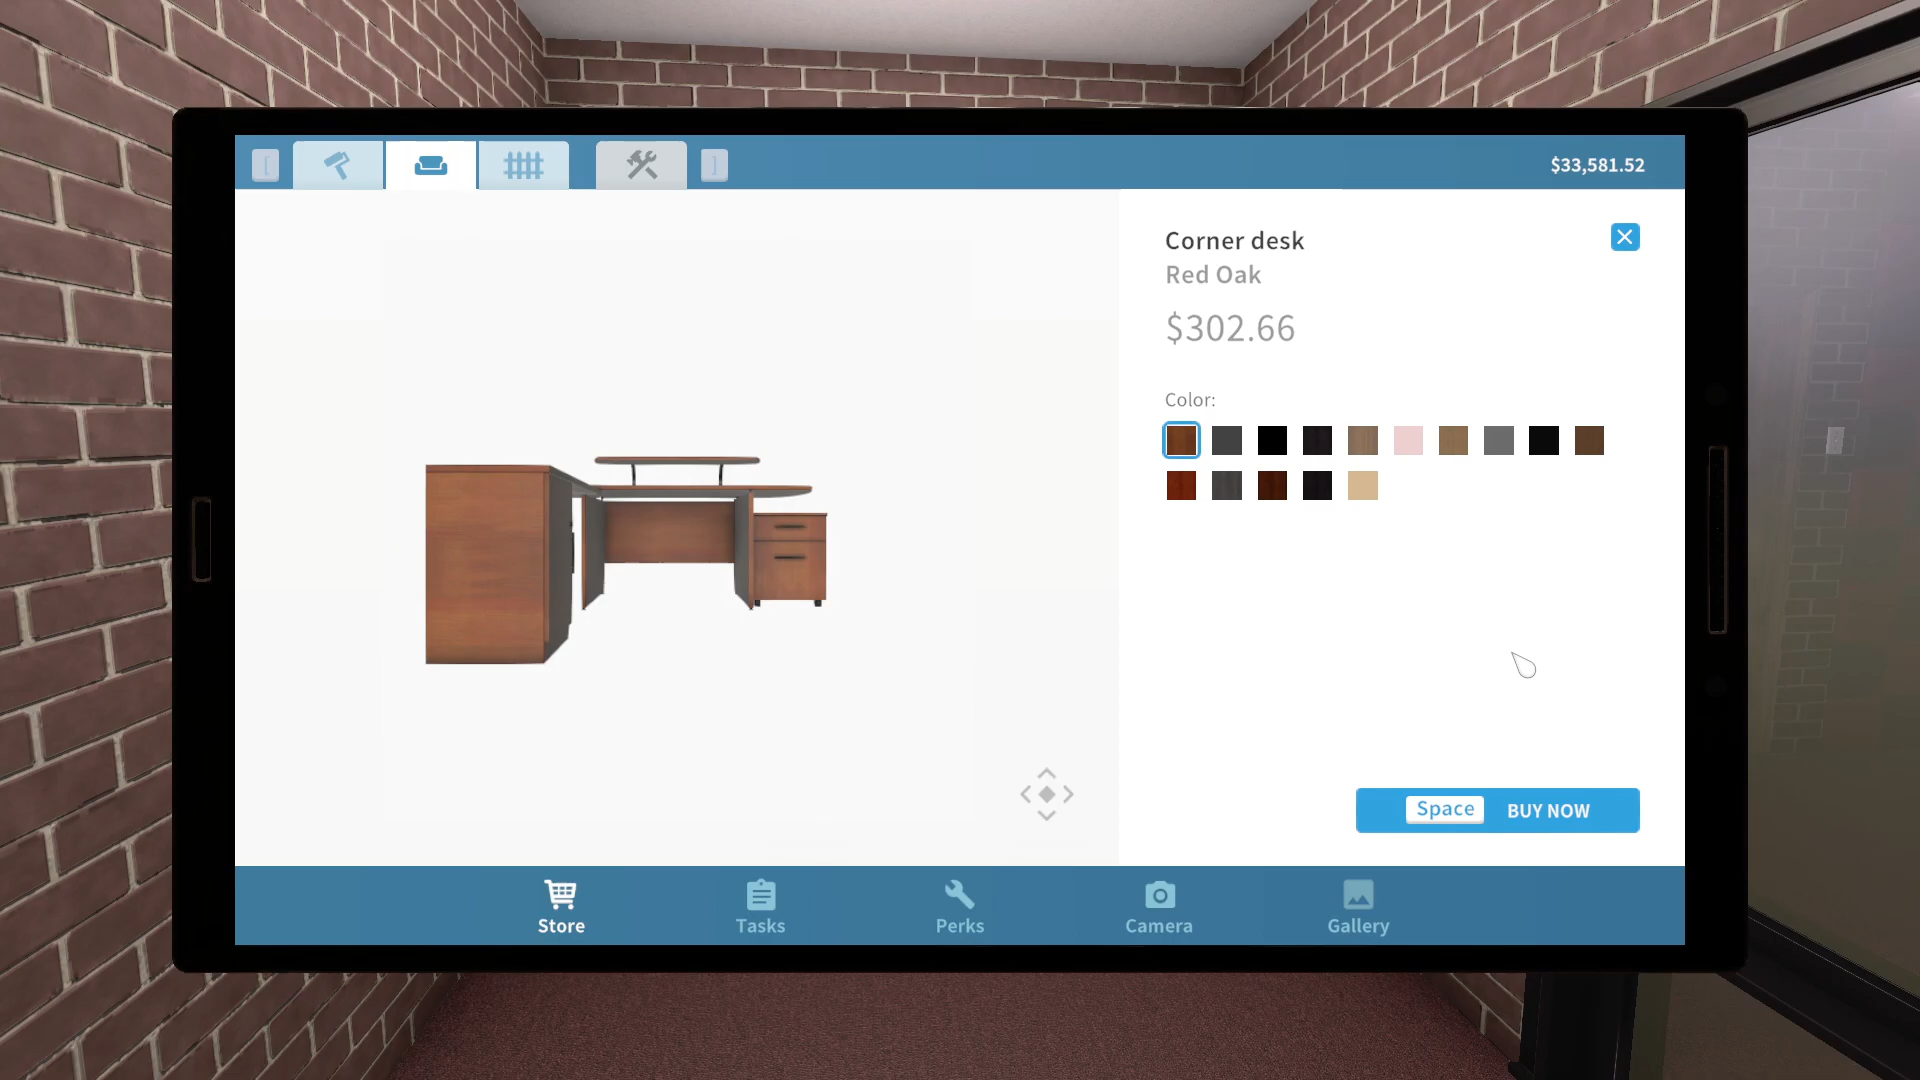 [
]
$33,581.52
Corner desk
Red Oak
$302.66
Color:
Space BUY NOW
Store
Tasks
Perks
Camera
Gallery